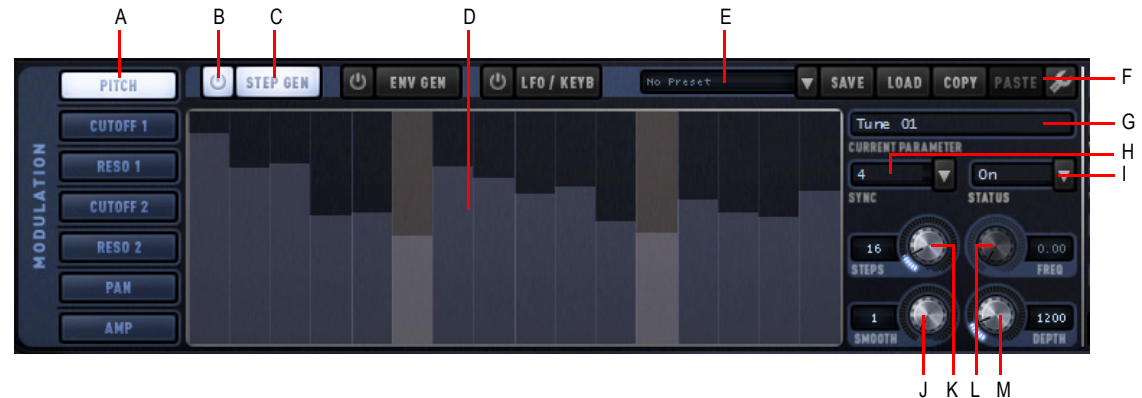 A B C D E
PITCH STEP GEN ENV GEN LFO / KEYB No Preset SAVE LOAD COPY PASTE F
CUTOFF 1 Tune 01 G
CURRENT PARAMETER
H
RESO 1 4 On I
SYNC STATUS
CUTOFF 2
MODULATION
RESO 2 16 0.00
STEPS FREQ
PAN
AMP 1 1200
SMOOTH DEPTH
J K L M